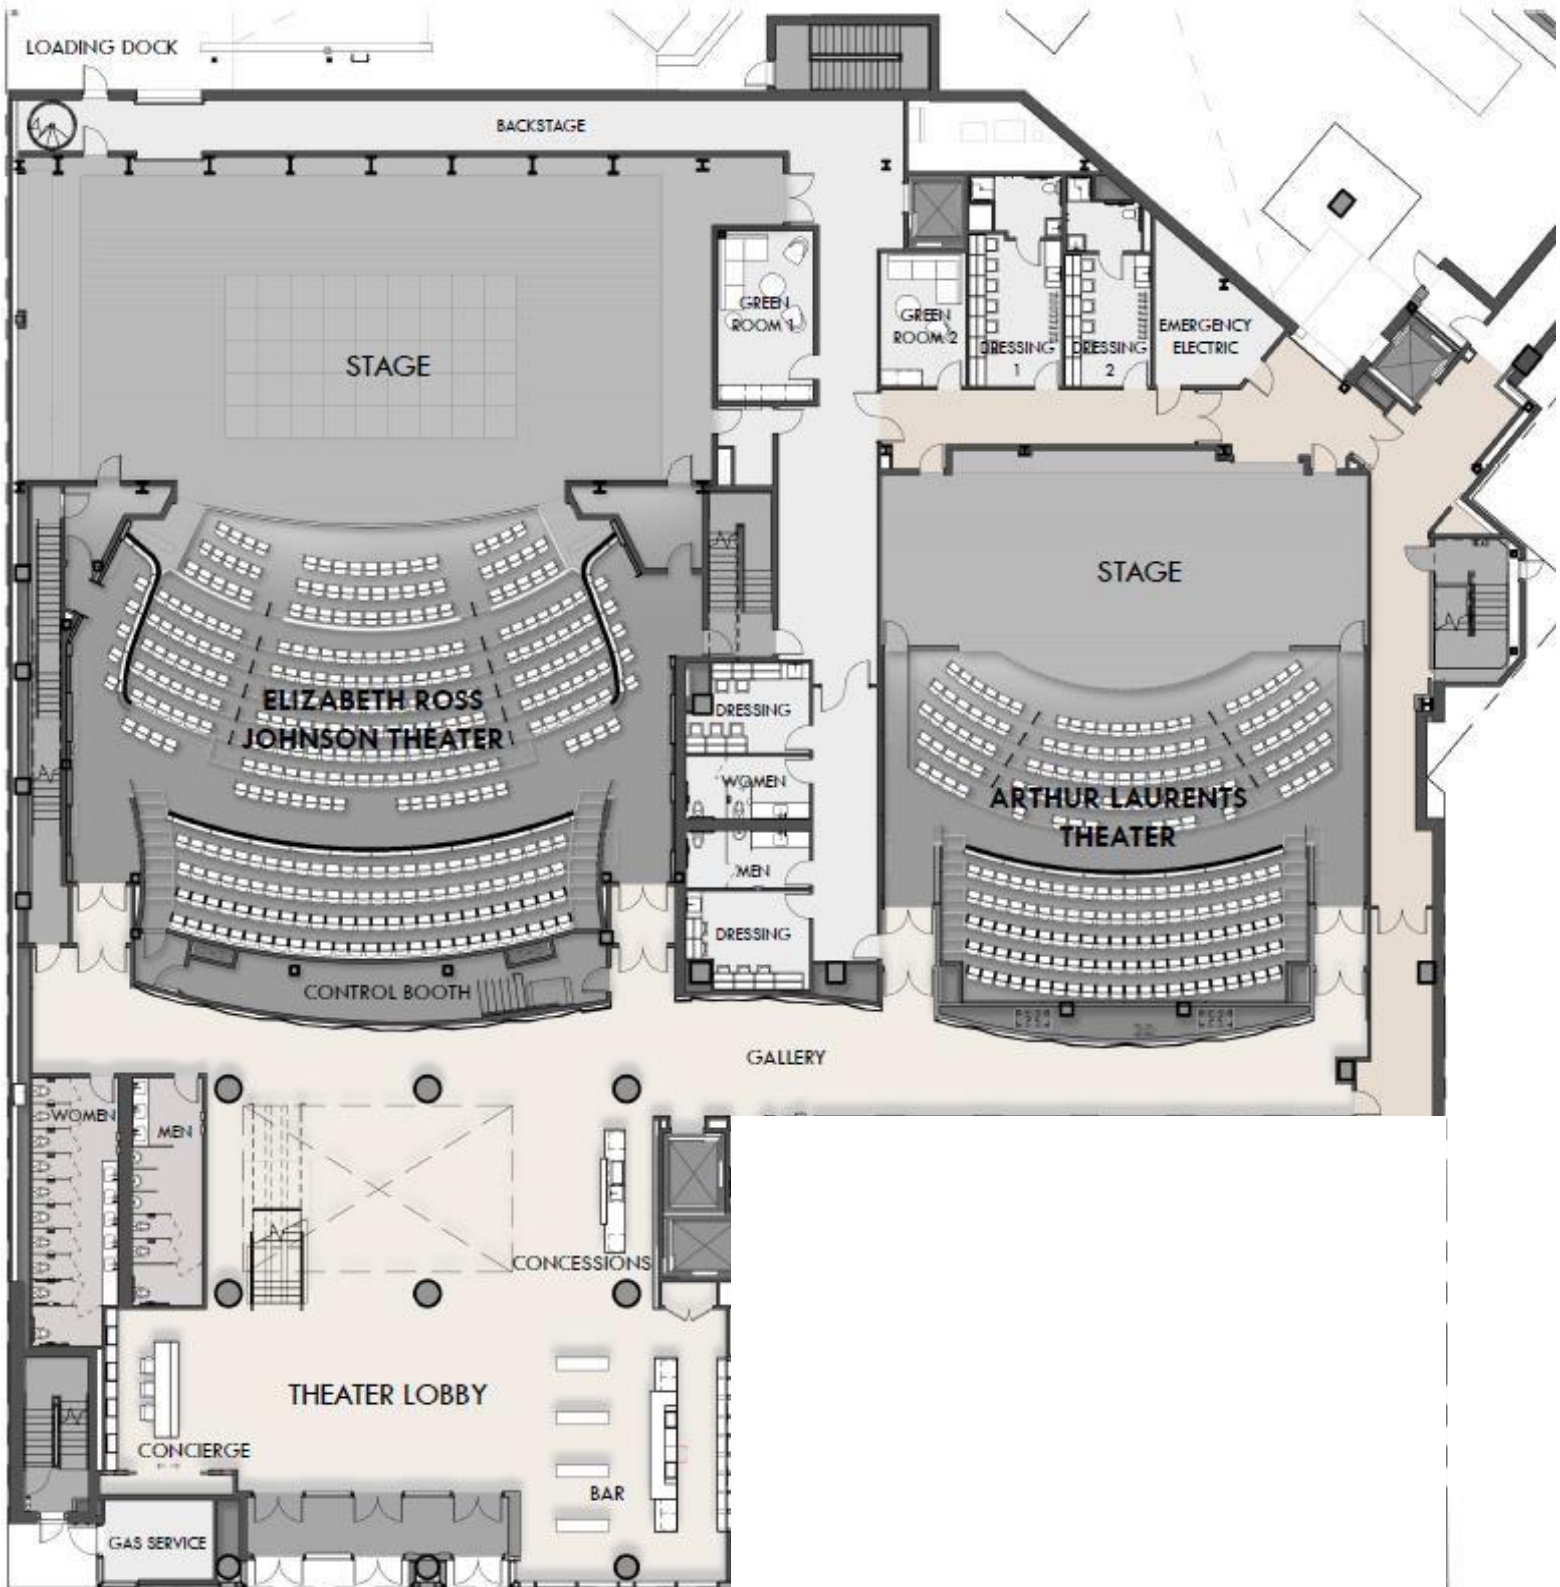 LOADING DOCK
BACKSTAGE
GREEN
ROOM 1
GREEN
ROOM 2
DRESSING
1
DRESSING
2
EMERGENCY
ELECTRIC
STAGE
STAGE
ELIZABETH ROSS
JOHNSON THEATER
DRESSING
WOMEN
MEN
DRESSING
ARTHUR LAURENTS
THEATER
CONTROL BOOTH
GALLERY
WOMEN
MEN
CONCESSIONS
THEATER LOBBY
CONCIERGE
BAR
GAS SERVICE